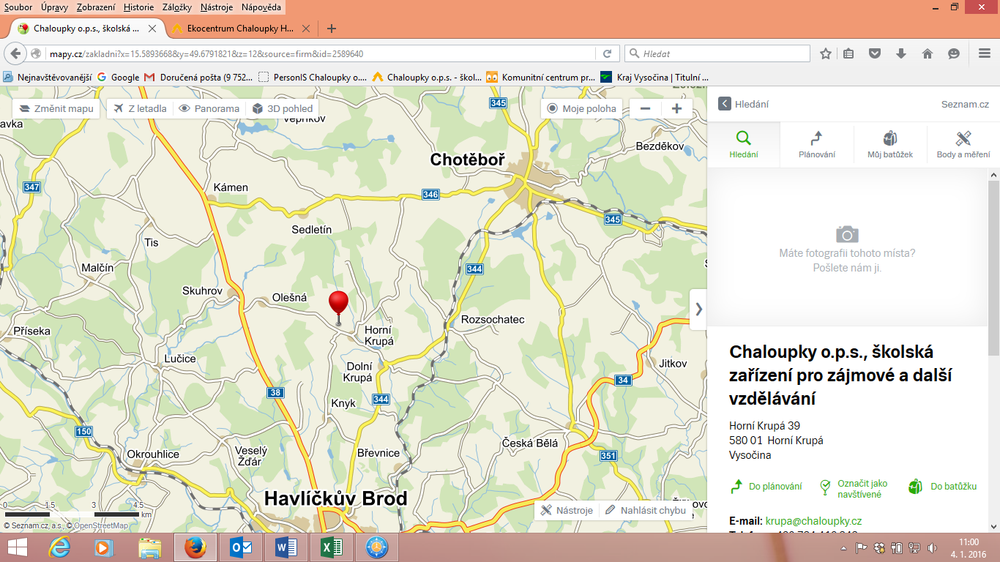 Soubor Úpravy Zobrazení Historie Záložky Nástroje Nápověda
Chaloupky o.p.s., školská ...
Ekocentrum Chaloupky H...
mapy.cz/zakladni?x=15.5893668&y=49.6791821&z=12&source=firm&id=2589640
Hledat
Nejnavštěvovanější
Google
Doručená pošta (9 752...
PersonIS Chaloupky o....
Chaloupky o.p.s. - škol...
Komunitní centrum pr...
Kraj Vysočina | Titulní ...
Změnit mapu
Z letadla
Panorama
3D pohled
Moje poloha
345
Vepříkov
Bezděkov
Chotěboř
347
Kámen
346
345
Sedletín
Tis
Malčín
344
Skuhrov
Olešná
Rozsochatec
Příseka
Horní
Krupá
Lučice
Dolní
Krupá
Jitkov
34
38
344
Knyk
150
Česká Bělá
Okrouhlice
Veselý
Žďár
Břevnice
351
Havlíčkův Brod
0 1.5 3 4.5 km
© Seznam.cz, a.s., © OpenStreetMap
Nástroje
Nahlásit chybu
Hledání
Seznam.cz
Hledání
Plánování
Můj batůžek
Body a měření
Máte fotografii tohoto místa?
Pošlete nám ji.
Chaloupky o.p.s., školská
zařízení pro zájmové a další
vzdělávání
Horní Krupá 39
580 01 Horní Krupá
Vysočina
Do plánování
Označit jako
navštívené
Do batůžku
E-mail: krupa@chaloupky.cz
11:00
4. 1. 2016